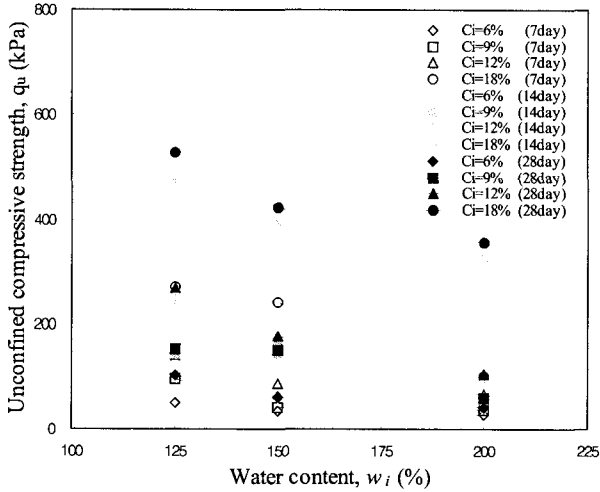 800
600
400
200
0
100
125
150
175
200
225
Unconfined compressive strength, qu (kPa)
Water content, wi (%)
Ci=6% (7day)
Ci=9% (7day)
Ci=12% (7day)
Ci=18% (7day)
Ci=6% (14day)
Ci=9% (14day)
Ci=12% (14day)
Ci=18% (14day)
Ci=6% (28day)
Ci=9% (28day)
Ci=12% (28day)
Ci=18% (28day)